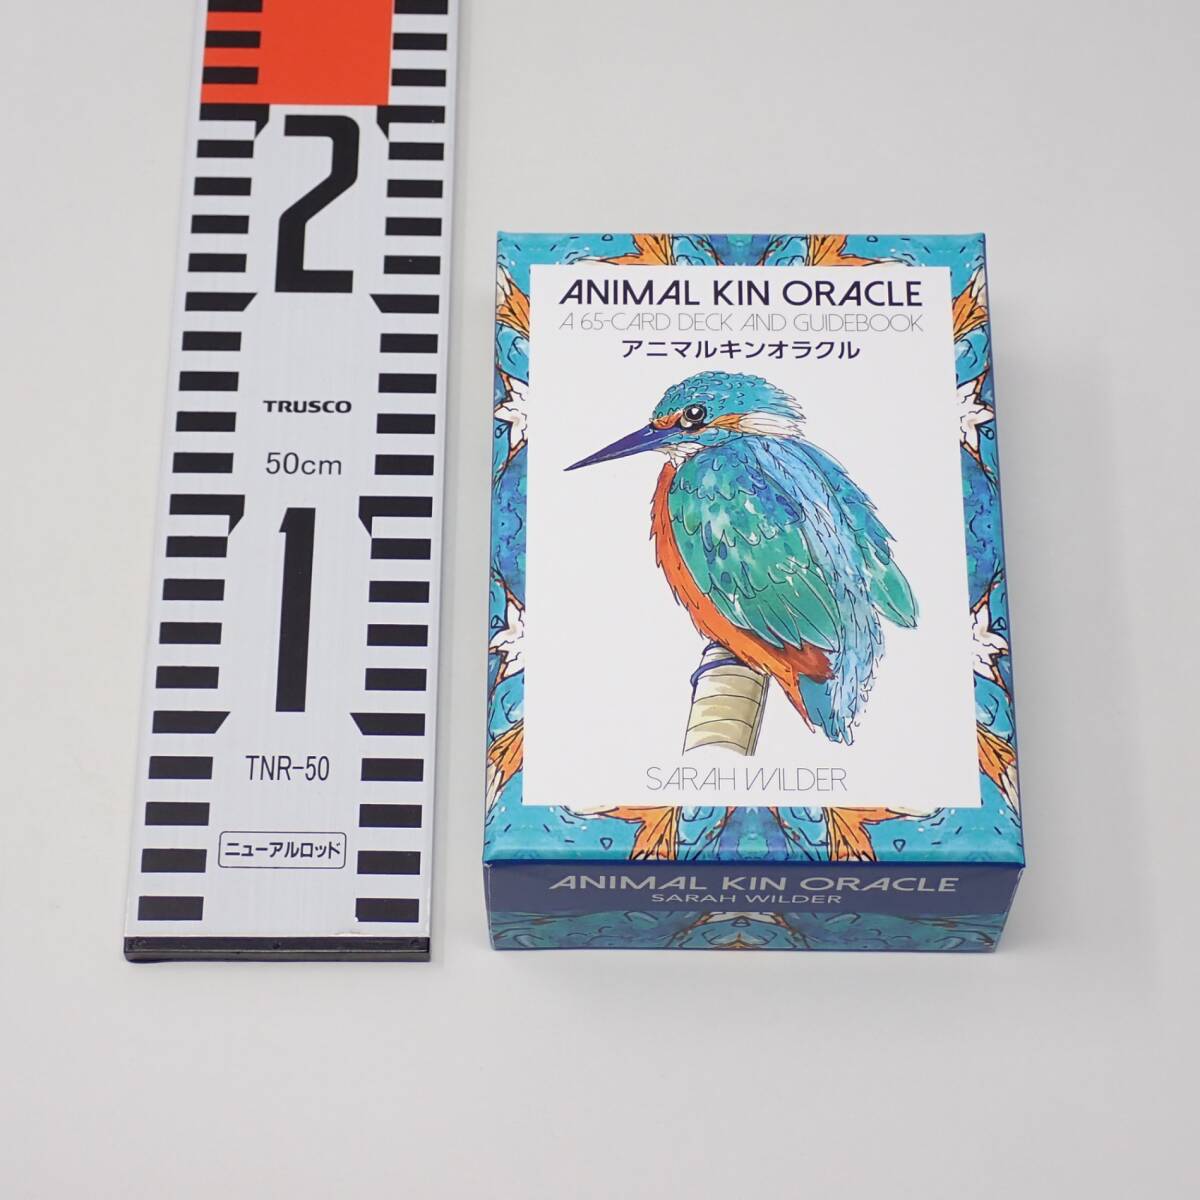 2
TRUSCO
50cm
1
TNR-50
ニューアルロッド
ANIMAL KIN ORACLE
A 65-CARD DECK AND GUIDEBOOK
アニマルキンオラクル
SARAH WILDER
ANIMAL KIN ORACLE
SARAH WILDER